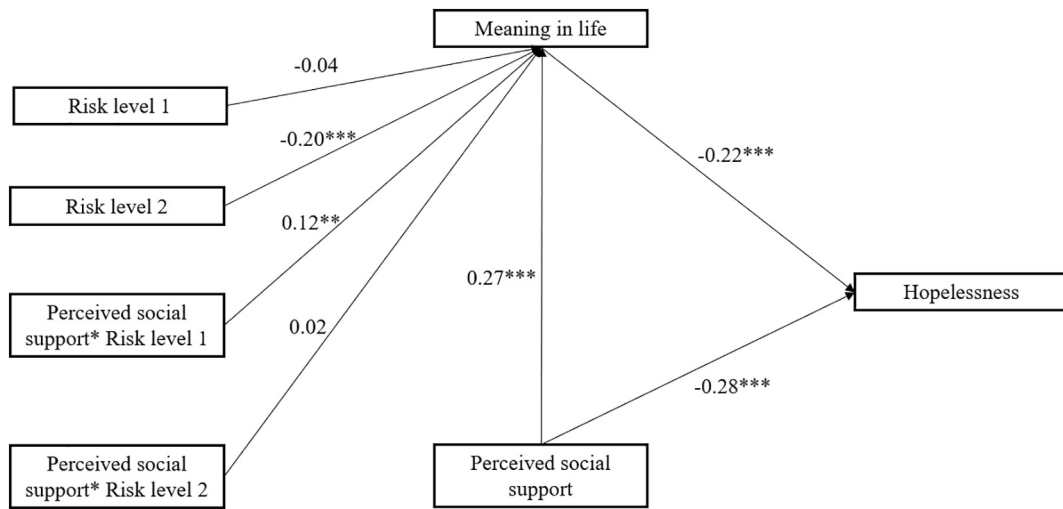 Meaning in life
-0.04
Risk level 1
-0.20***
-0.22***
Risk level 2
0.12**
0.27***
Hopelessness
Perceived social
support* Risk level 1
0.02
-0.28***
Perceived social
support* Risk level 2
Perceived social
support